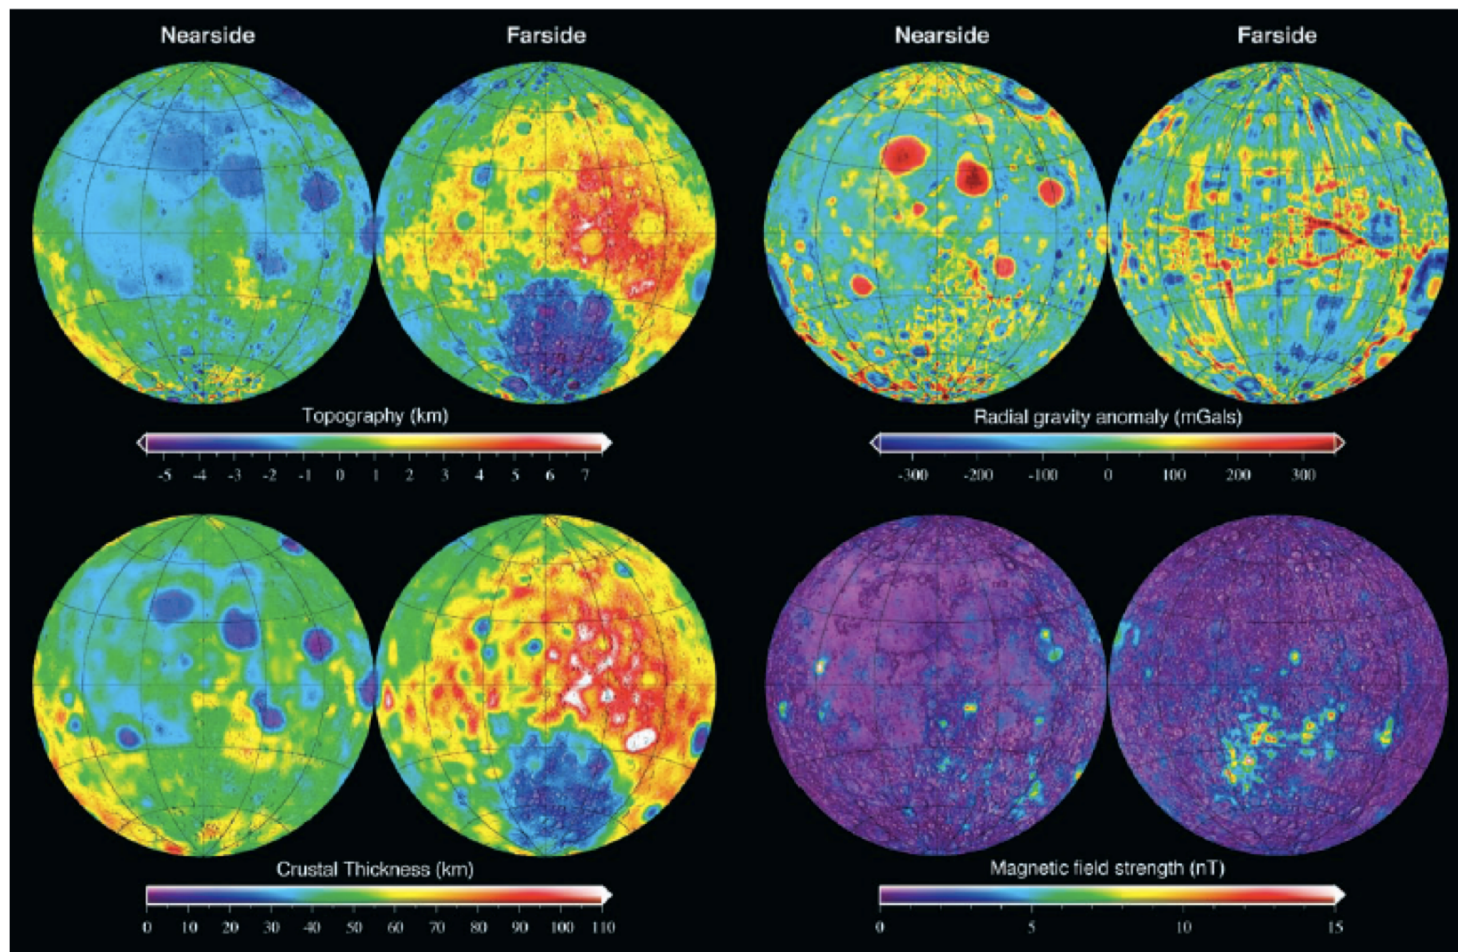 Nearside Farside Nearside Farside
Topography (km)
-5 -4 -3 -2 -1 0 1 2 3 4 5 6 7
Radial gravity anomaly (mGals)
-300 -200 -100 0 100 200 300
Crustal Thickness (km)
0 10 20 30 40 50 60 70 80 90 100 110
Magnetic field strength (nT)
0 5 10 15